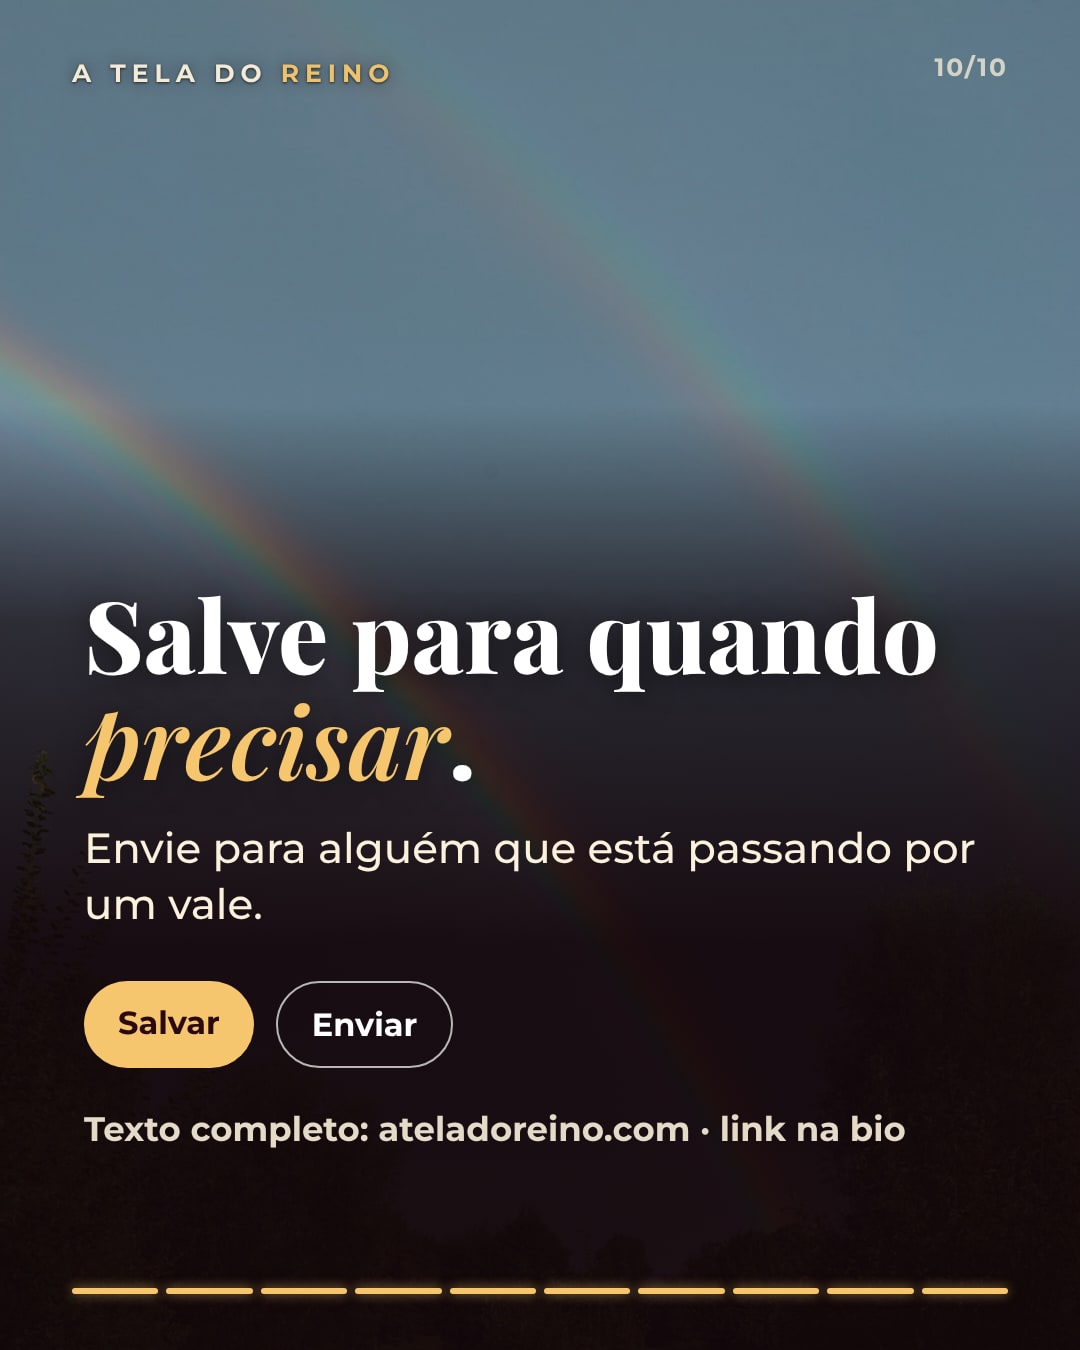 A TELA DO REINO
10/10
Salve para quando
precisar.
Envie para alguém que está passando por
um vale.
Salvar
Enviar
Texto completo: ateladoreino.com · link na bio